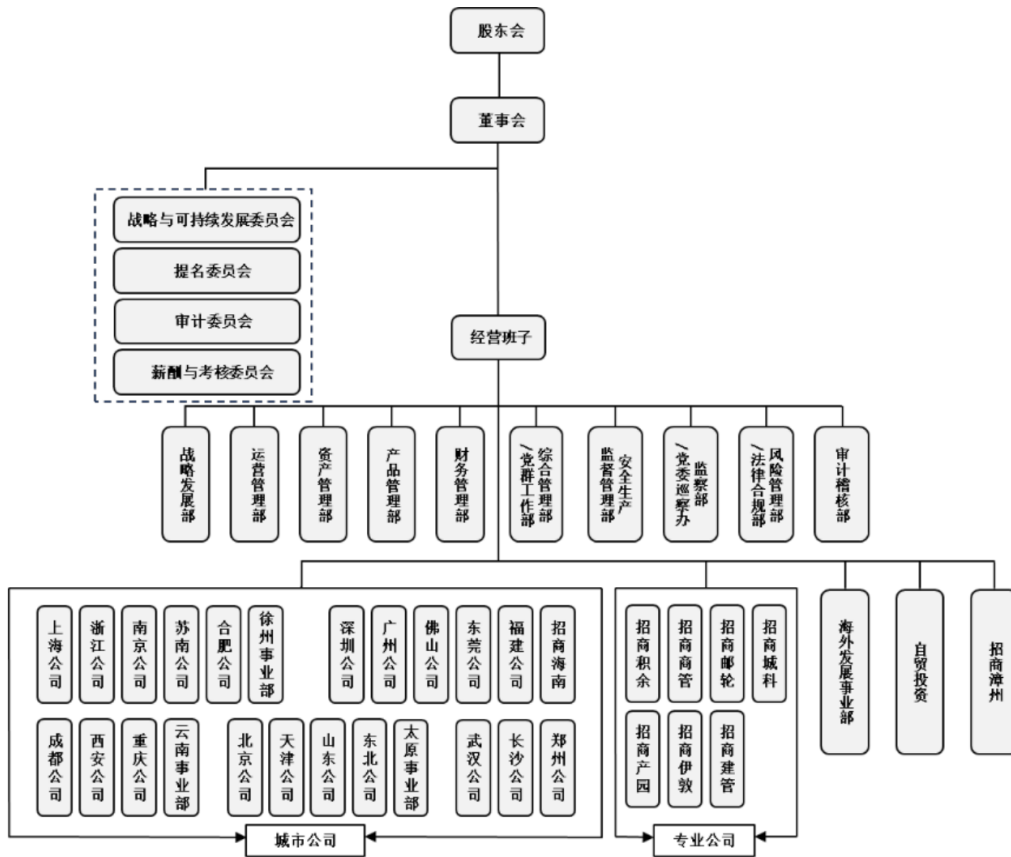 股东会
董事会
战略与可持续发展委员会
提名委员会
审计委员会
薪酬与考核委员会
经营班子
战略发展部
运营管理部
资产管理部
产品管理部
财务管理部
综合管理部
/党群工作部
安全生产
监督管理部
监察部
/党委巡察办
风险管理部
/法律合规部
审计稽核部
上海公司
浙江公司
南京公司
苏南公司
合肥公司
徐州事业部
深圳公司
广州公司
佛山公司
东莞公司
福建公司
招商海南
成都公司
西安公司
重庆公司
云南事业部
北京公司
天津公司
山东公司
东北公司
太原事业部
武汉公司
长沙公司
郑州公司
城市公司
招商积余
招商商管
招商邮轮
招商城科
招商产园
招商伊敦
招商建管
专业公司
海外发展事业部
自贸投资
招商漳州